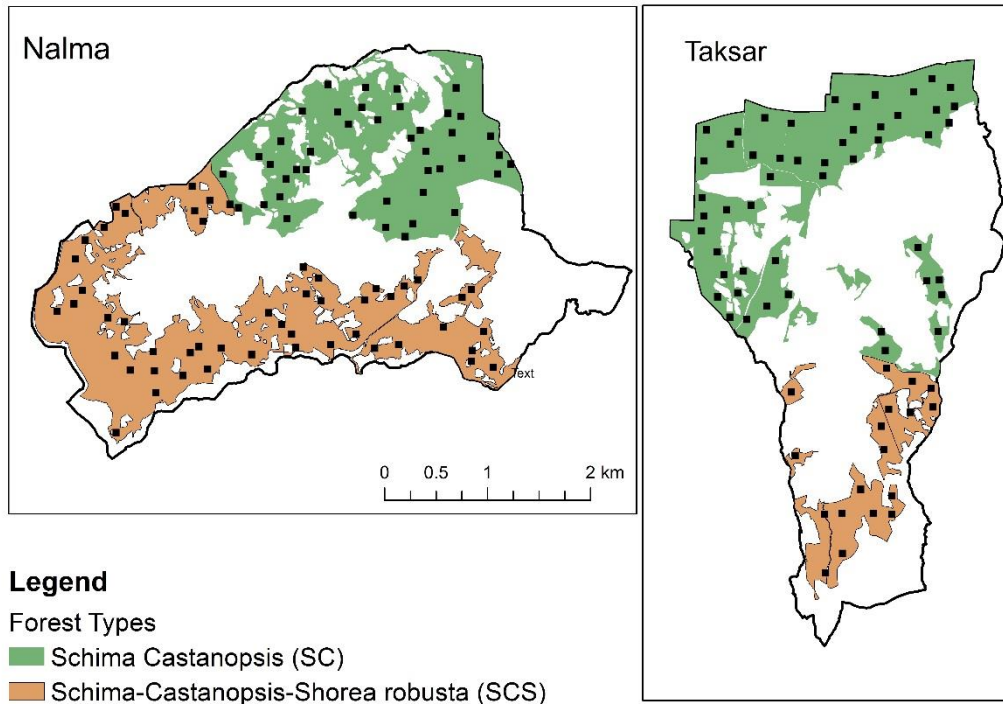 Nalma
Taksar
Text
0 0.5 1 2 km
Legend
Forest Types
Schima Castanopsis (SC)
Schima-Castanopsis-Shorea robusta (SCS)